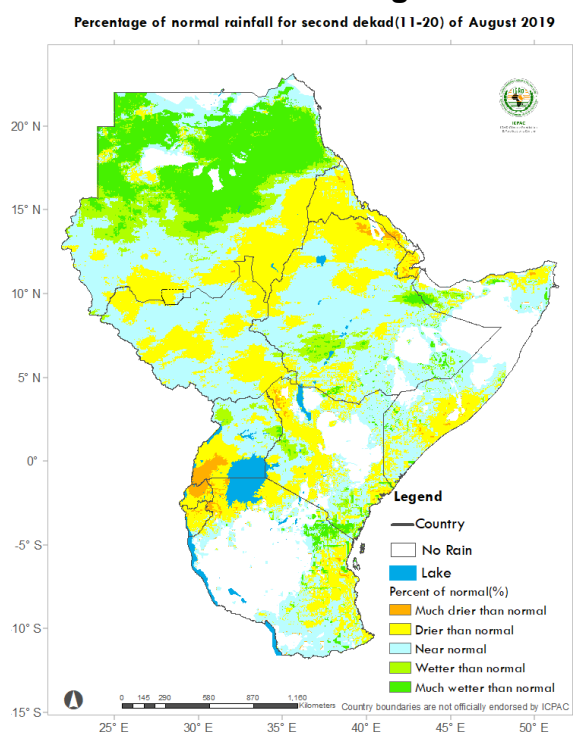 Percentage of normal rainfall for second dekad(11-20) of August 2019
20° N
15° N
10° N
5° N
0°
-5° S
10° S
15° S
ICPAC
Legend
Country
No Rain
Lake
Percent of normal(%)
Much drier than normal
Drier than normal
Near normal
Wetter than normal
Much wetter than normal
0 145 290 580 870 1,160
Kilometers
Country boundaries are not officially endorsed by ICPAC
25° E 30° E 35° E 40° E 45° E 50° E